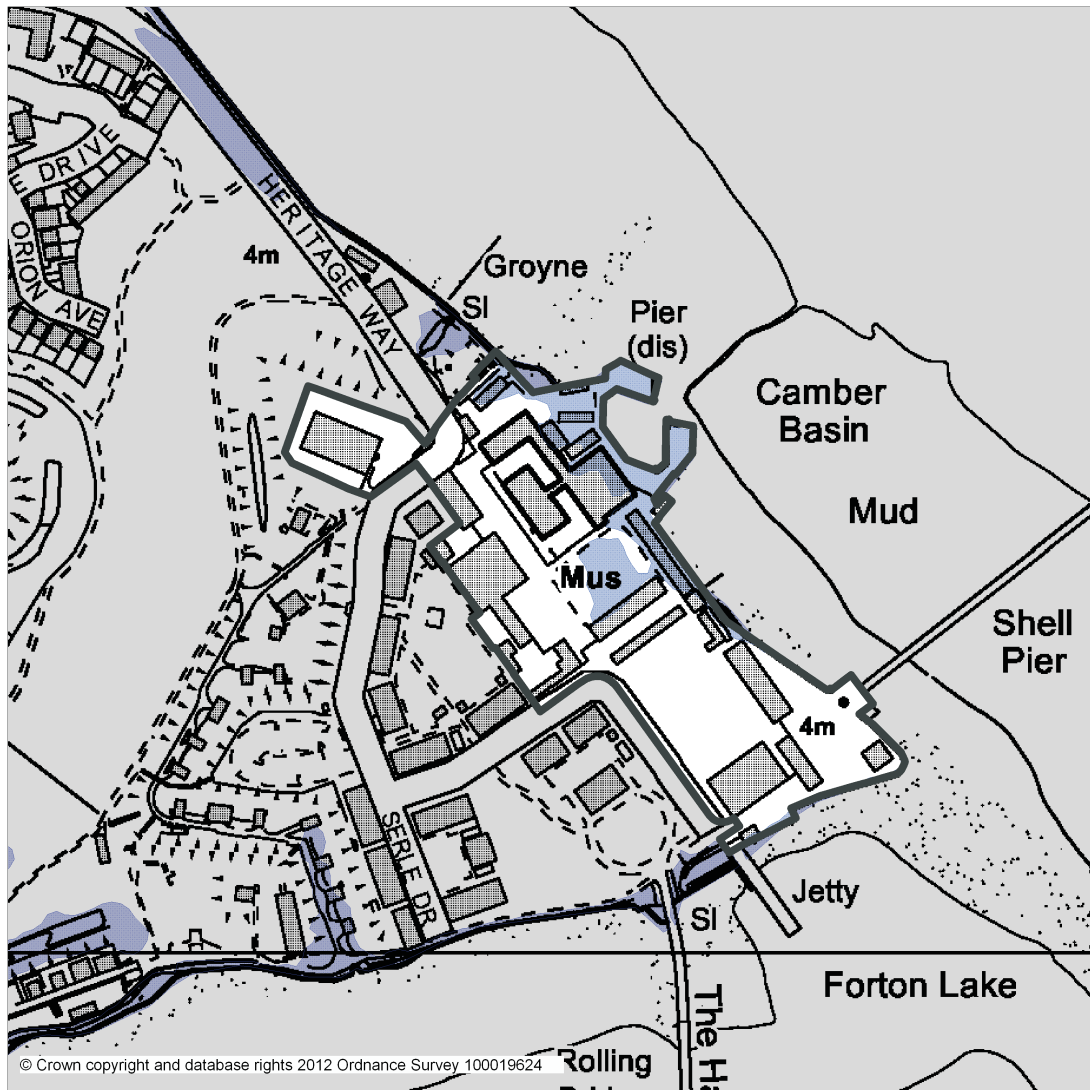 E DRIVE
ORION AVE
HERITAGE WAY
4m
Groyne
Sl
Pier
(dis)
Camber
Basin
Mud
Mus
Shell
Pier
4m
SERLE DR
Jetty
Sl
Forton Lake
The Ha
Rolling
© Crown copyright and database rights 2012 Ordnance Survey 100019624